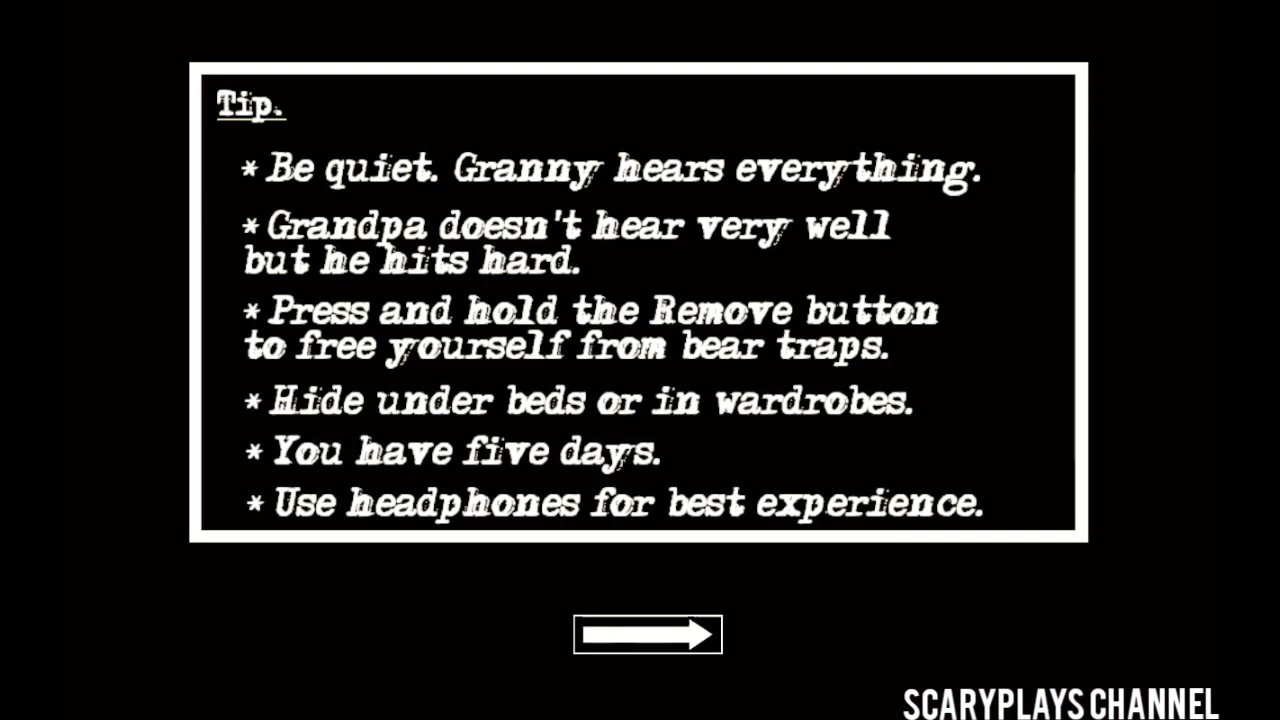 Tip.
* Be quiet. Granny hears everything.
* Grandpa doesn't hear very well
but he hits hard.
* Press and hold the Remove button
to free yourself from bear traps.
* Hide under beds or in wardrobes.
* You have five days.
* Use headphones for best experience.
SCARYPLAYS CHANNEL